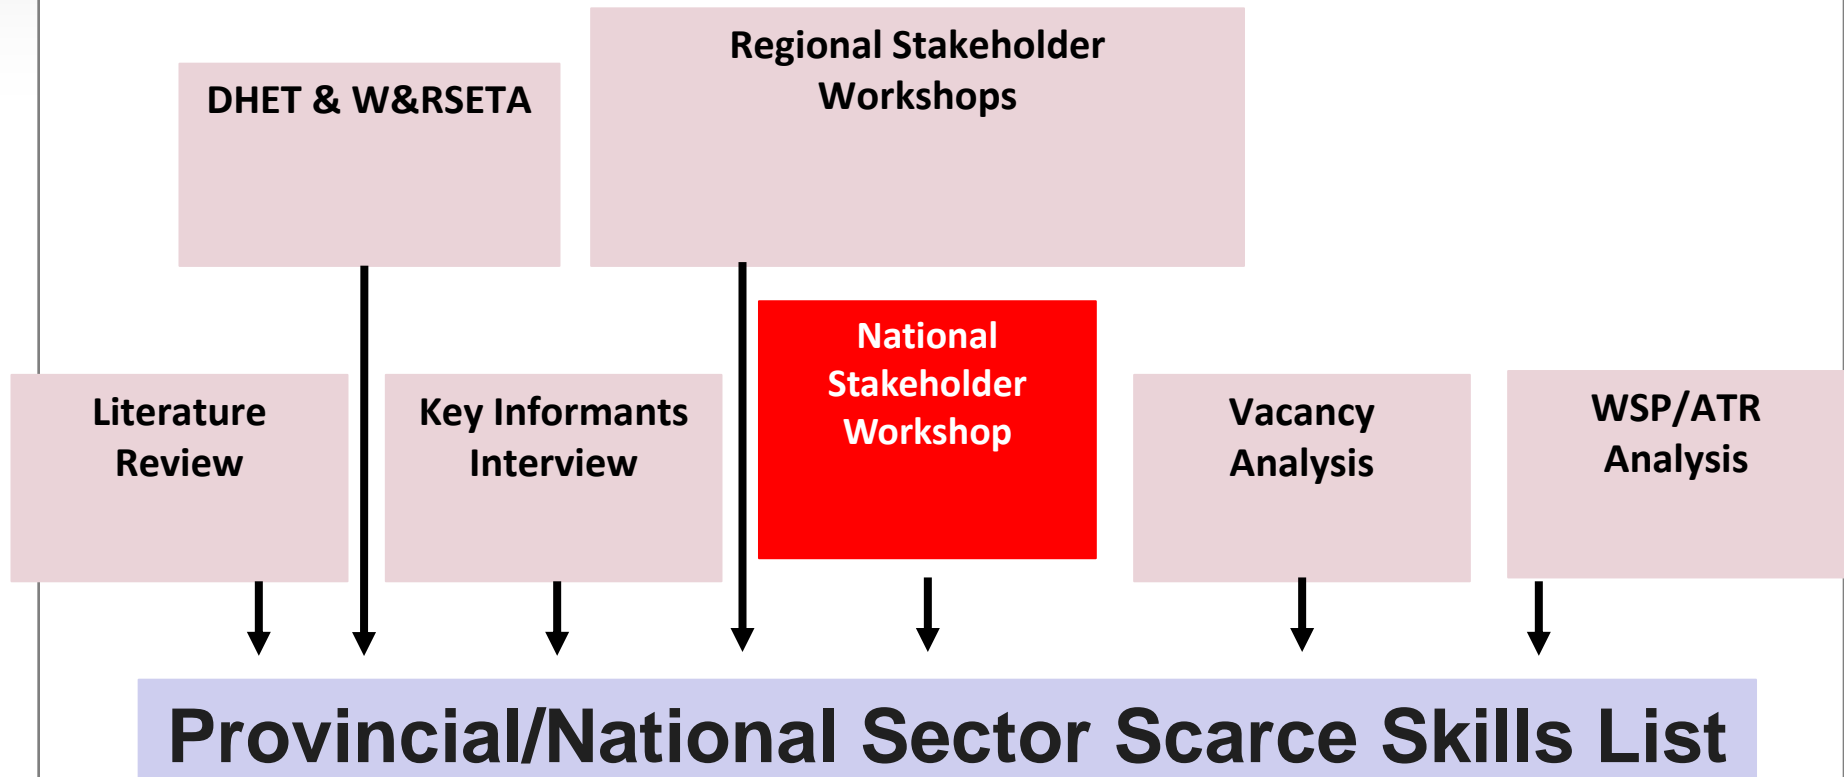 Regional Stakeholder
Workshops
DHET & W&RSETA
National
Stakeholder
Workshop
Literature
Review
Key Informants
Interview
Vacancy
Analysis
WSP/ATR
Analysis
Provincial/National Sector Scarce Skills List